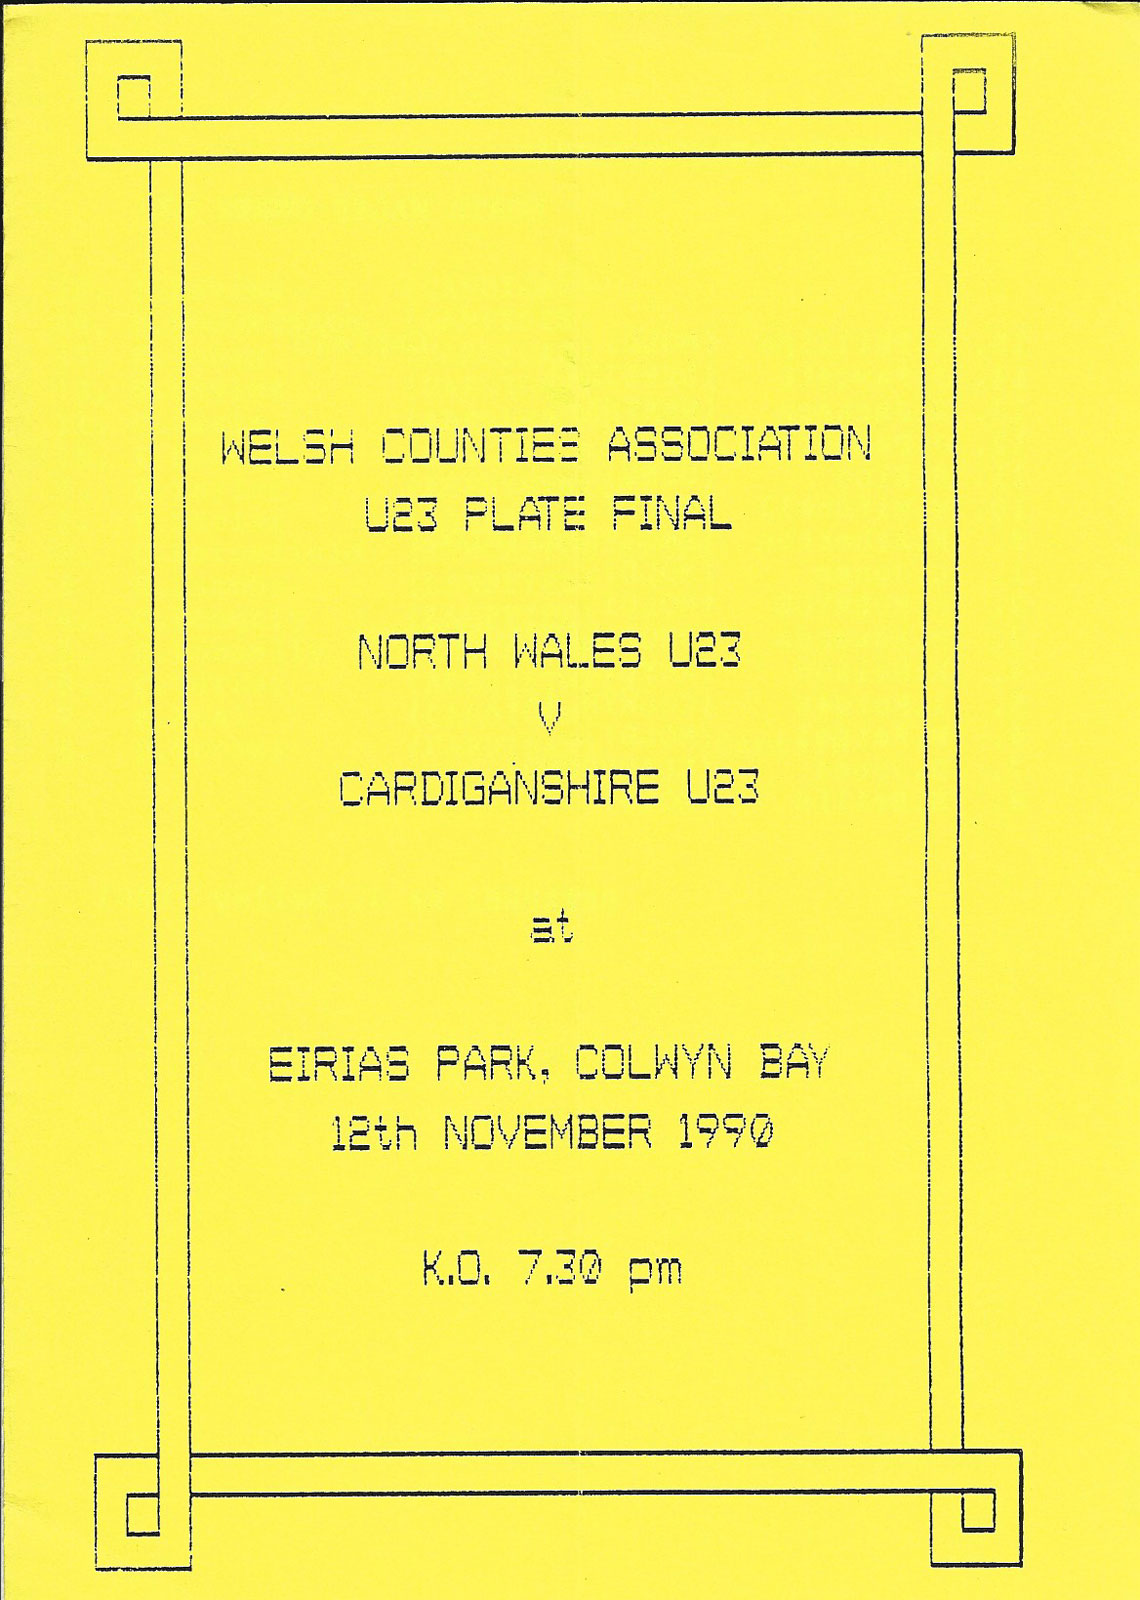 WELSH COUNTIES ASSOCIATION
U23 PLATE FINAL
NORTH WALES U23
V
CARDIGANSHIRE U23
at
EIRIAS PARK, COLWYN BAY
12th NOVEMBER 1990
K.O. 7.30 pm